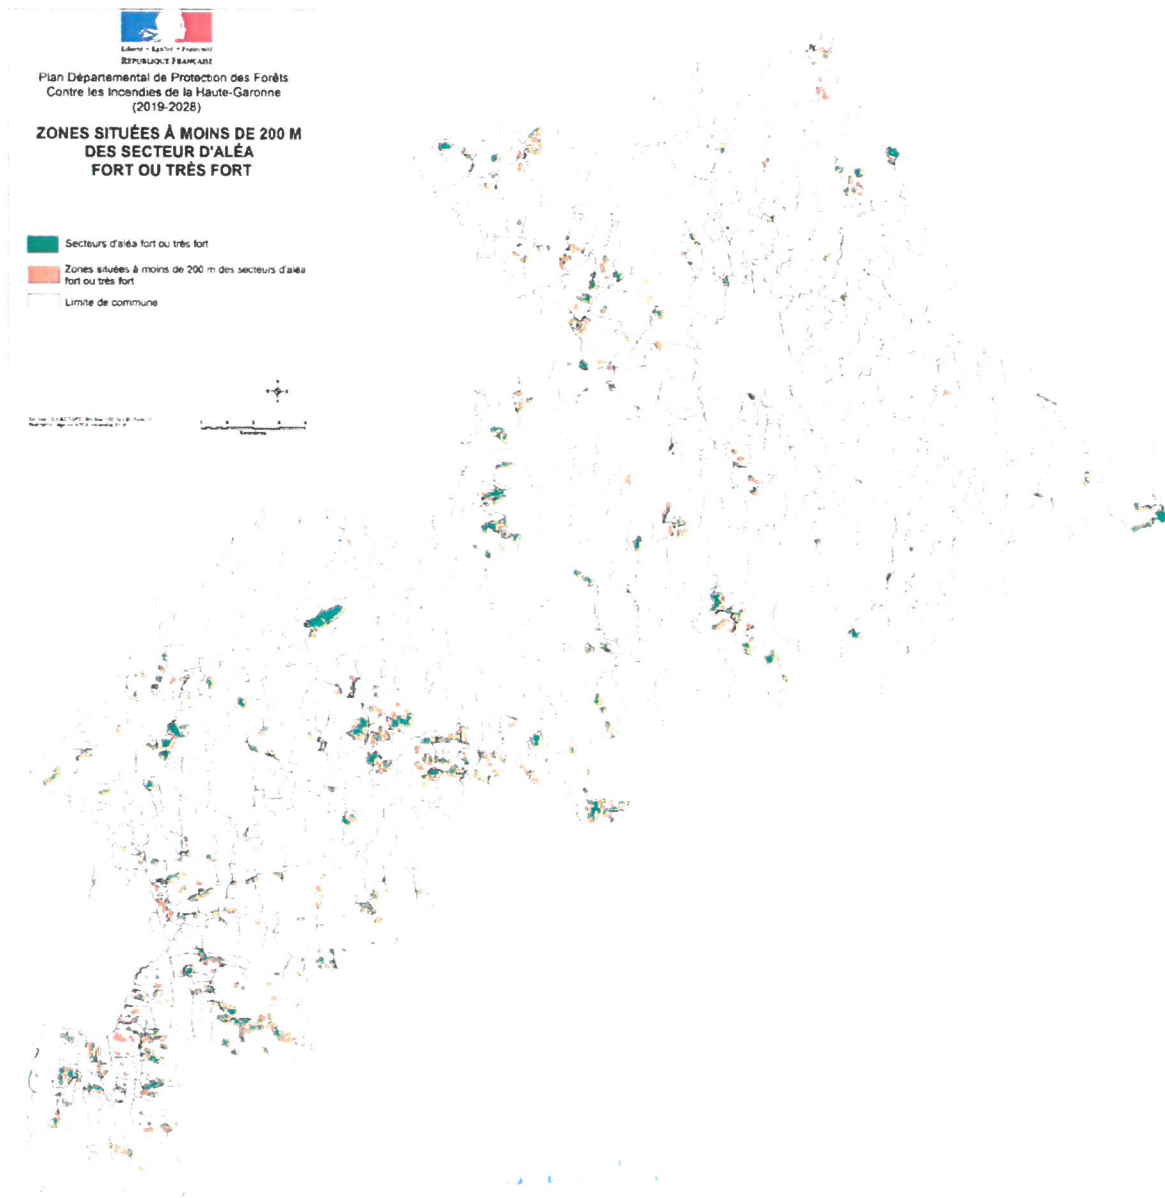 Liberté • Égalité • Fraternité
RÉPUBLIQUE FRANÇAISE
Plan Départemental de Protection des Forêts
Contre les Incendies de la Haute-Garonne
(2019-2028)
ZONES SITUÉES À MOINS DE 200 M
DES SECTEUR D'ALÉA
FORT OU TRÈS FORT
Secteurs d'aléa fort ou très fort
Zones situées à moins de 200 m des secteurs d'aléa
fort ou très fort
Limite de commune
Kilomètres